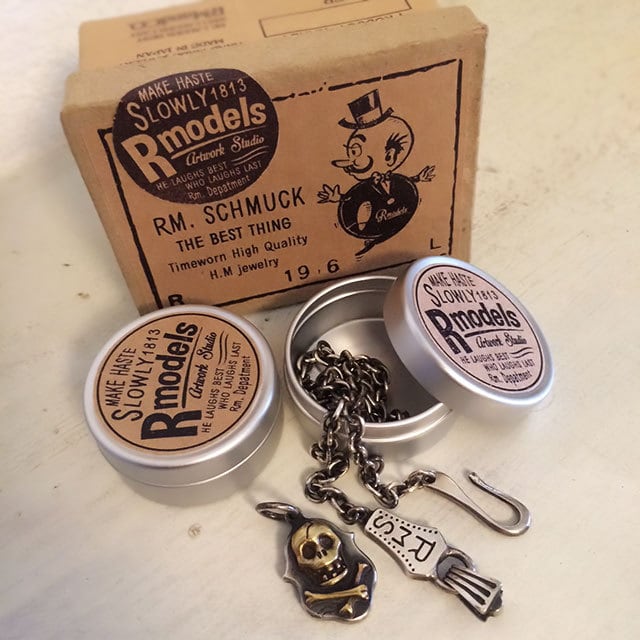 MADE IN JAPAN
MAKE HASTE
SLOWLY1813
Rmodels
Artwork Studio
HE LAUGHS BEST
WHO LAUGHS LAST
Rm. Depatment
RM. SCHMUCK
THE BEST THING
Timeworn High Quality
H.M jewelry
19,6
R
L
Rmodels
MAKE HASTE
SLOWLY1813
Rmodels
Artwork Studio
HE LAUGHS BEST
WHO LAUGHS LAST
Rm. Depatment
MAKE HASTE
SLOWLY1813
Rmodels
Artwork Studio
HE LAUGHS BEST
WHO LAUGHS LAST
Rm. Depatment
RMS